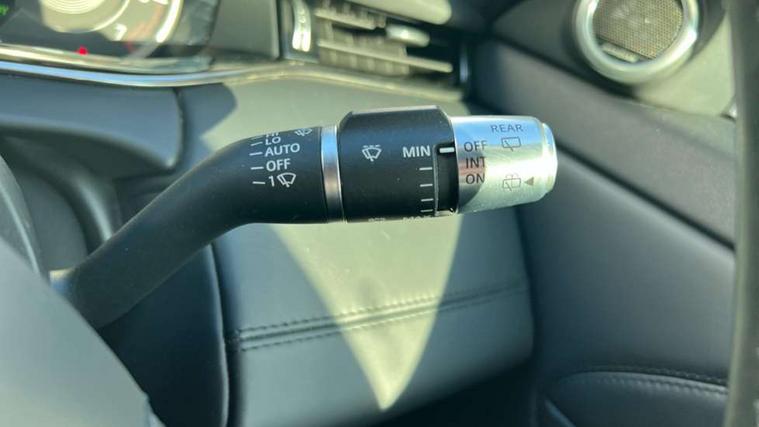 HI
LO
AUTO
OFF
1
MIN
REAR
OFF
INT
ON